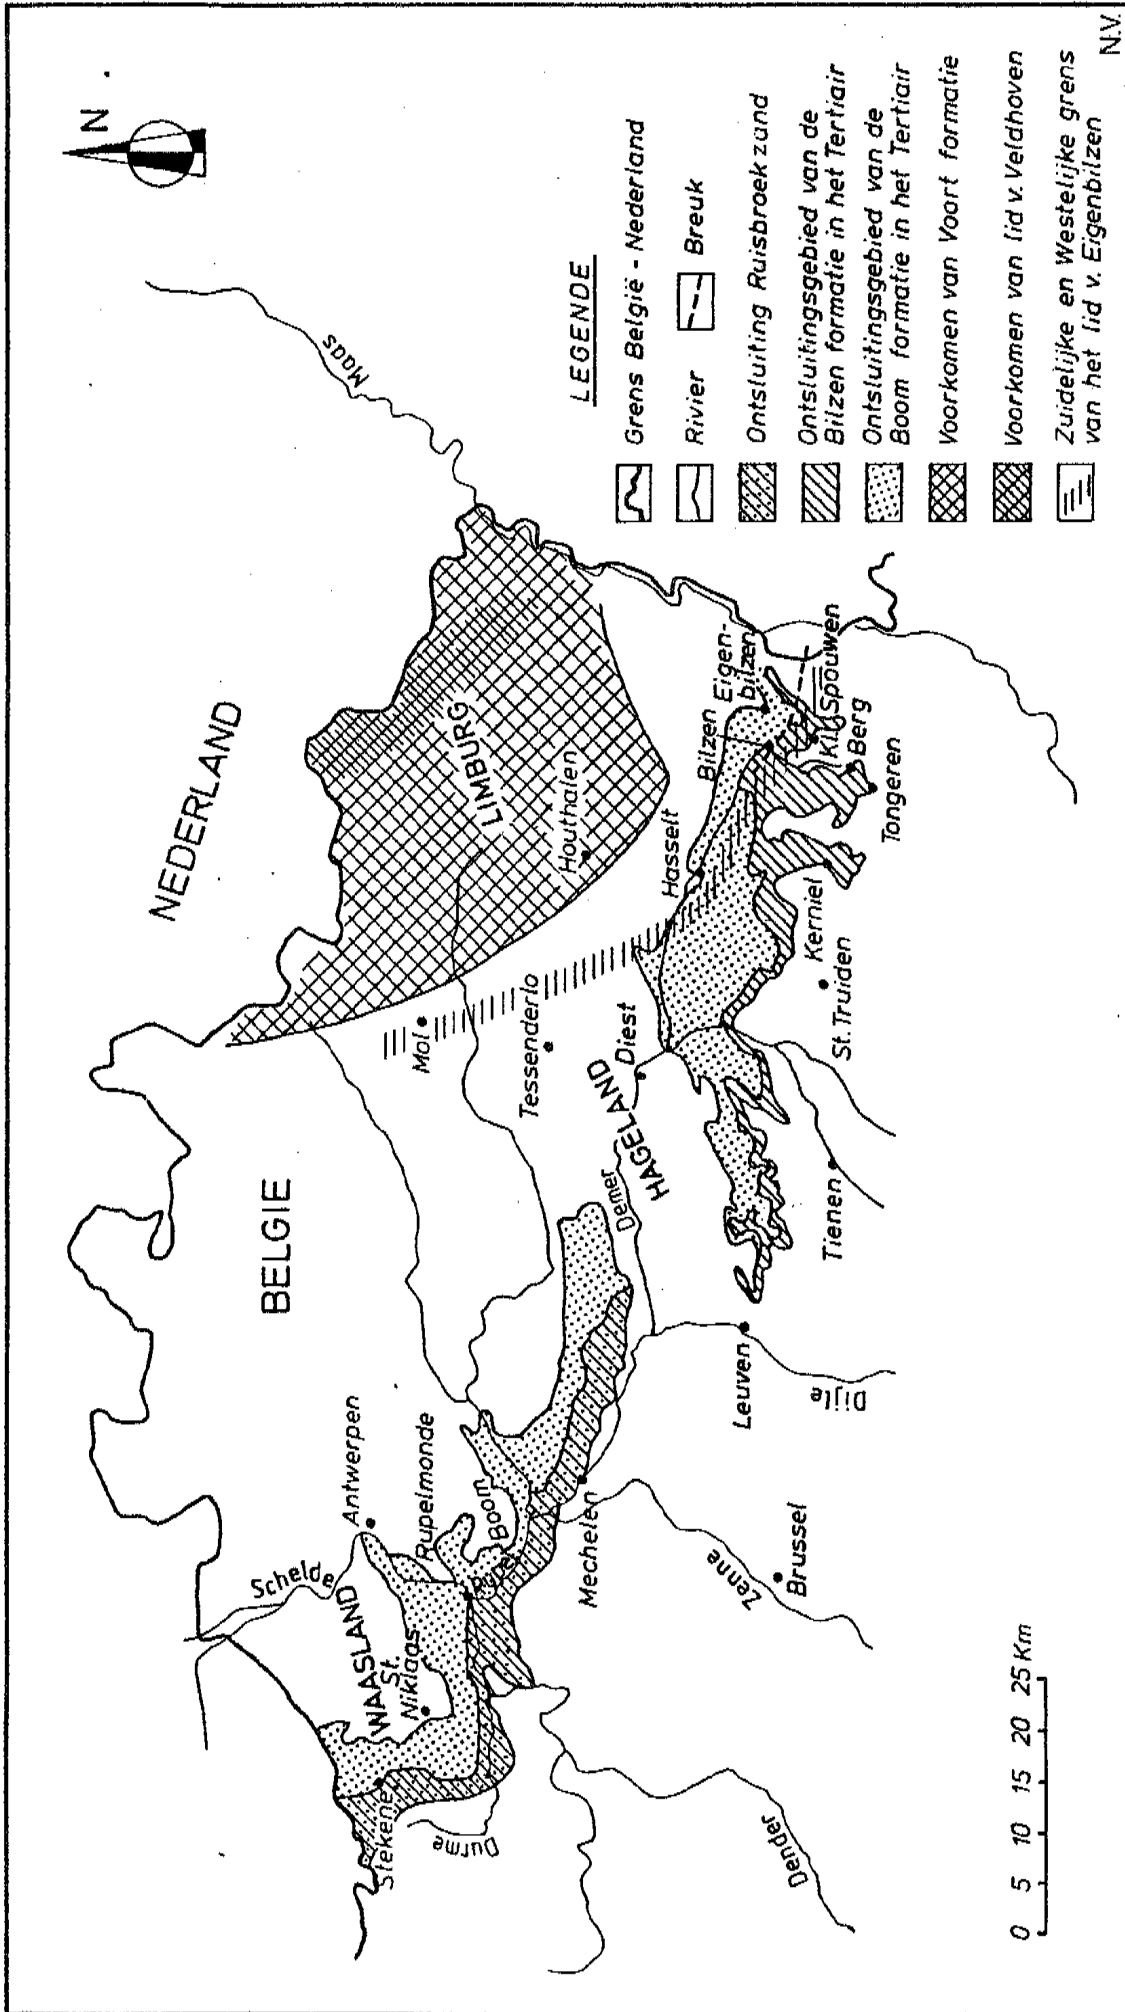 N
NEDERLAND
BELGIE
Maas
LIMBURG
Houthalen
Mol
Tessenderlo
Hasselt
Bilzen
Eigen-
bilzen
Kl. Spouwen
Berg
Tongeren
Kerniel
St. Truiden
Diest
HAGELAND
Demer
Tienen
Leuven
Dijle
Antwerpen
Schelde
Rupelmonde
Boom
WAASLAND
St.
Niklaas
Stekene
Durme
Mechelen
Zenne
Brussel
Dender
0 5 10 15 20 25 Km
LEGENDE
Grens België - Nederland
Rivier
Breuk
Ontsluiting Ruisbroek zand
Ontsluitingsgebied van de
Bilzen formatie in het Tertiair
Ontsluitingsgebied van de
Boom formatie in het Tertiair
Voorkomen van Voort formatie
Voorkomen van lid v. Veldhoven
Zuidelijke en Westelijke grens
van het lid v. Eigenbilzen
N.V.